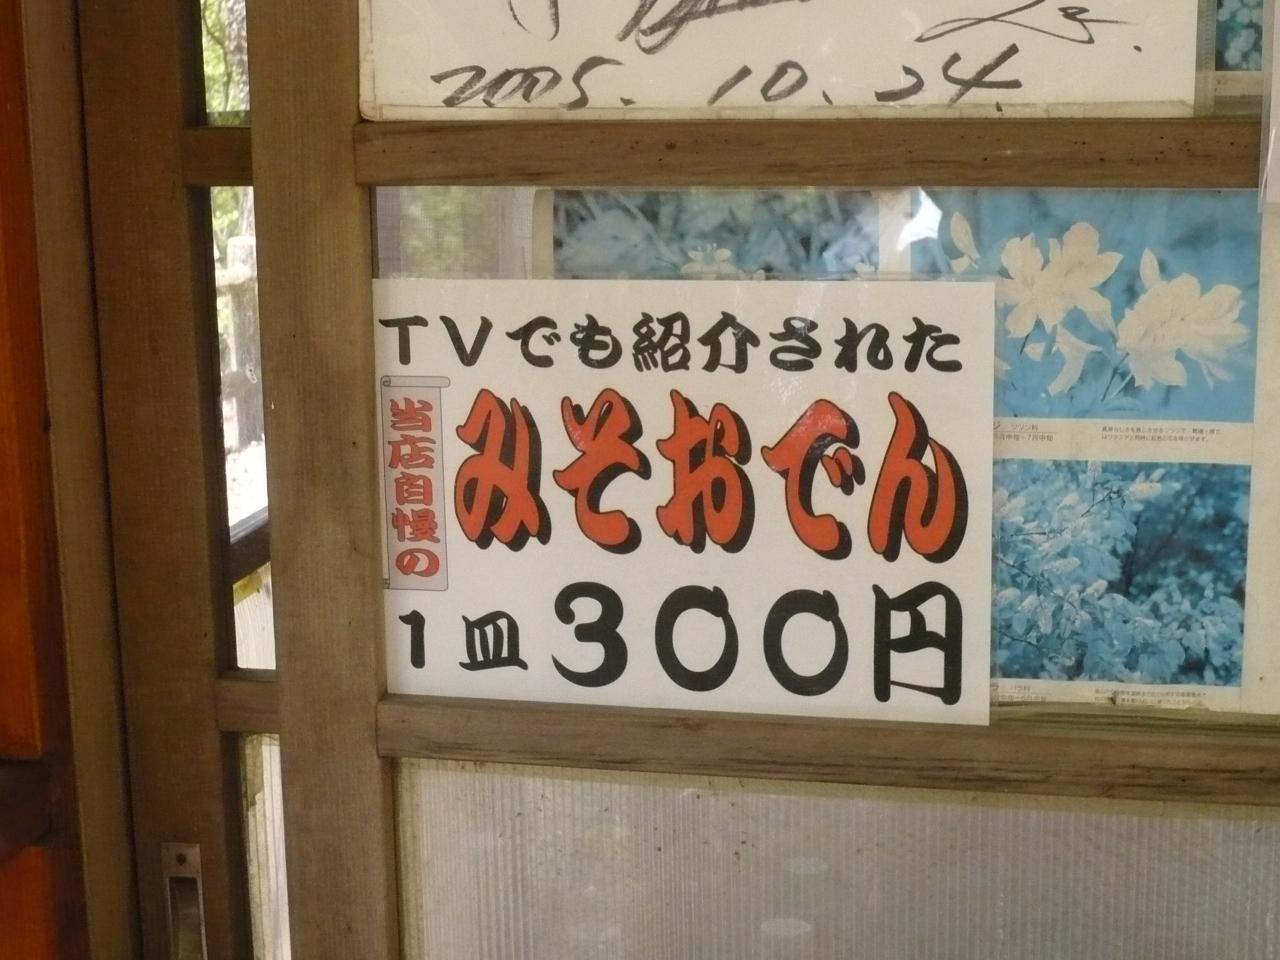 2005. 10. 24.
TVでも紹介された
当店自慢の
みそおでん
1皿300円